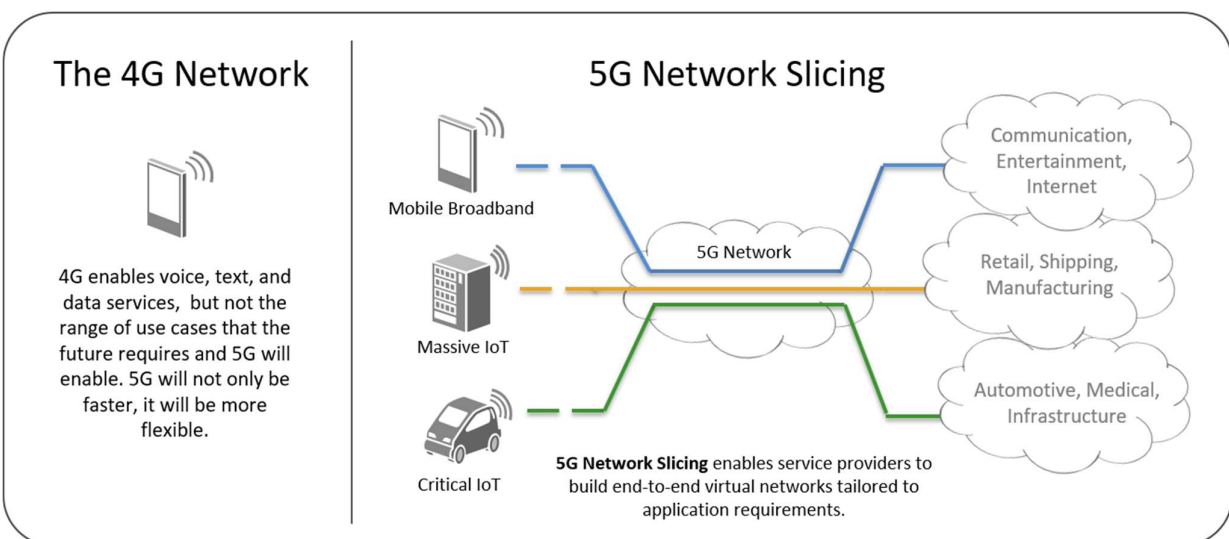 The 4G Network
4G enables voice, text, and
data services, but not the
range of use cases that the
future requires and 5G will
enable. 5G will not only be
faster, it will be more
flexible.
5G Network Slicing
Mobile Broadband
Massive IoT
Critical IoT
5G Network
Communication,
Entertainment,
Internet
Retail, Shipping,
Manufacturing
Automotive, Medical,
Infrastructure
5G Network Slicing enables service providers to
build end-to-end virtual networks tailored to
application requirements.